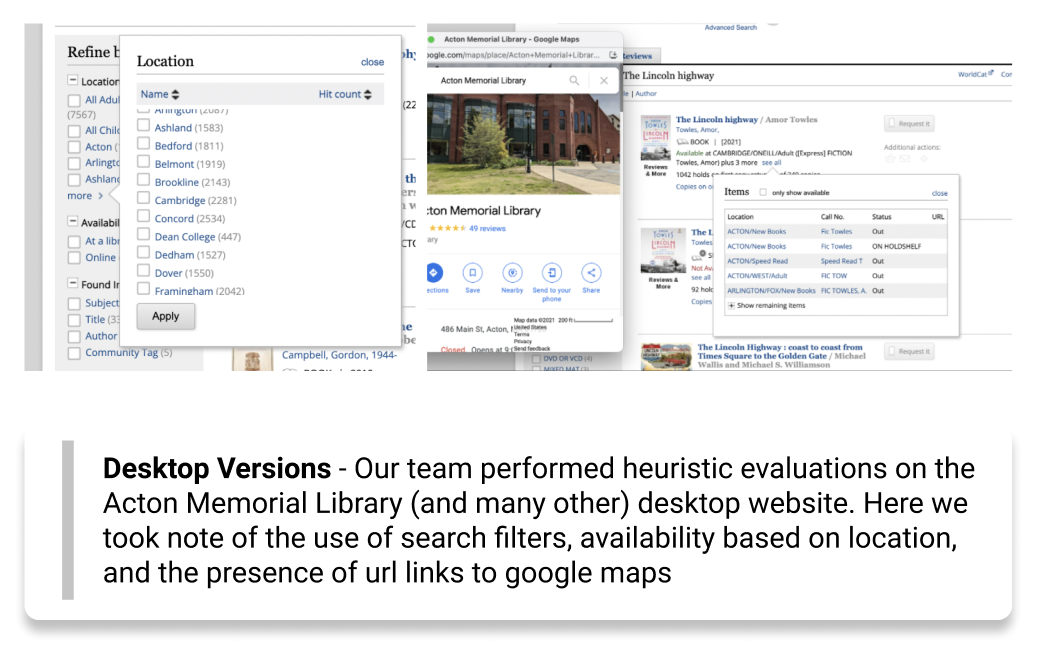 Refine b
Location
All Adul
(7567)
All Chil
Acton (
Arlingto
Ashland
more >
Availabil
At a libr
Online
Found In
Subject
Title (33
Author
Community Tag (5)
Location
close
Name
Hit count
Arlington (2087)
Ashland (1583)
Bedford (1811)
Belmont (1919)
Brookline (2143)
Cambridge (2281)
Concord (2534)
Dean College (447)
Dedham (1527)
Dover (1550)
Framingham (2042)
Apply
(22
Campbell, Gordon, 1944-
Acton Memorial Library - Google Maps
ogle.com/maps/place/Acton+Memorial+Librar...
Acton Memorial Library
cton Memorial Library
49 reviews
ary
ections
Save
Nearby
Send to your
phone
Share
486 Main St, Acton,
Closed. Opens at 9
Map data ©2021 200 ft
United States
Terms
Privacy
Send feedback
DVD OR VCD (4)
MIXED MAT (3)
Advanced Search
Reviews
The Lincoln highway
WorldCat
Con
le | Author
The Lincoln highway / Amor Towles
Towles, Amor,
BOOK | [2021]
Available at CAMBRIDGE/ONEILL/Adult ([Express] FICTION
Towles, Amor) plus 3 more see all
1042 holds on first copy
Copies on o
Reviews
& More
Request it
Additional actions:
Items
only show available
close
Location Call No. Status URL
ACTON/New Books Fic Towles Out
ACTON/New Books Fic Towles ON HOLDSHELF
ACTON/Speed Read Speed Read T Out
ACTON/WEST/Adult FIC TOW Out
ARLINGTON/FOX/New Books FIC TOWLES, A. Out
Show remaining items
The L
Towles
Not Av
see all
92 hold
Copies
Reviews &
More
The Lincoln Highway : coast to coast from
Times Square to the Golden Gate / Michael
Wallis and Michael S. Williamson
Request it
Desktop Versions - Our team performed heuristic evaluations on the
Acton Memorial Library (and many other) desktop website. Here we
took note of the use of search filters, availability based on location,
and the presence of url links to google maps